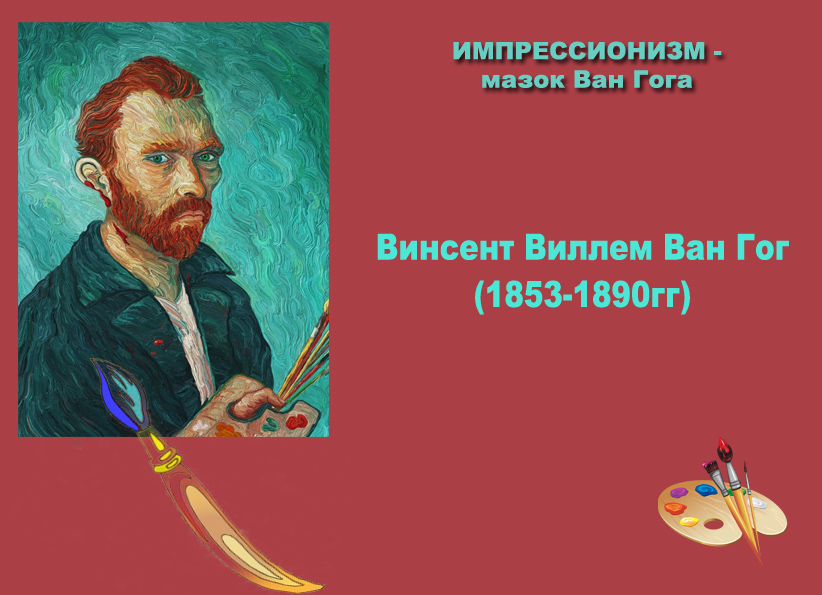 ИМПРЕССИОНИЗМ -
мазок Ван Гога
Винсент Виллем Ван Гог
(1853-1890гг)